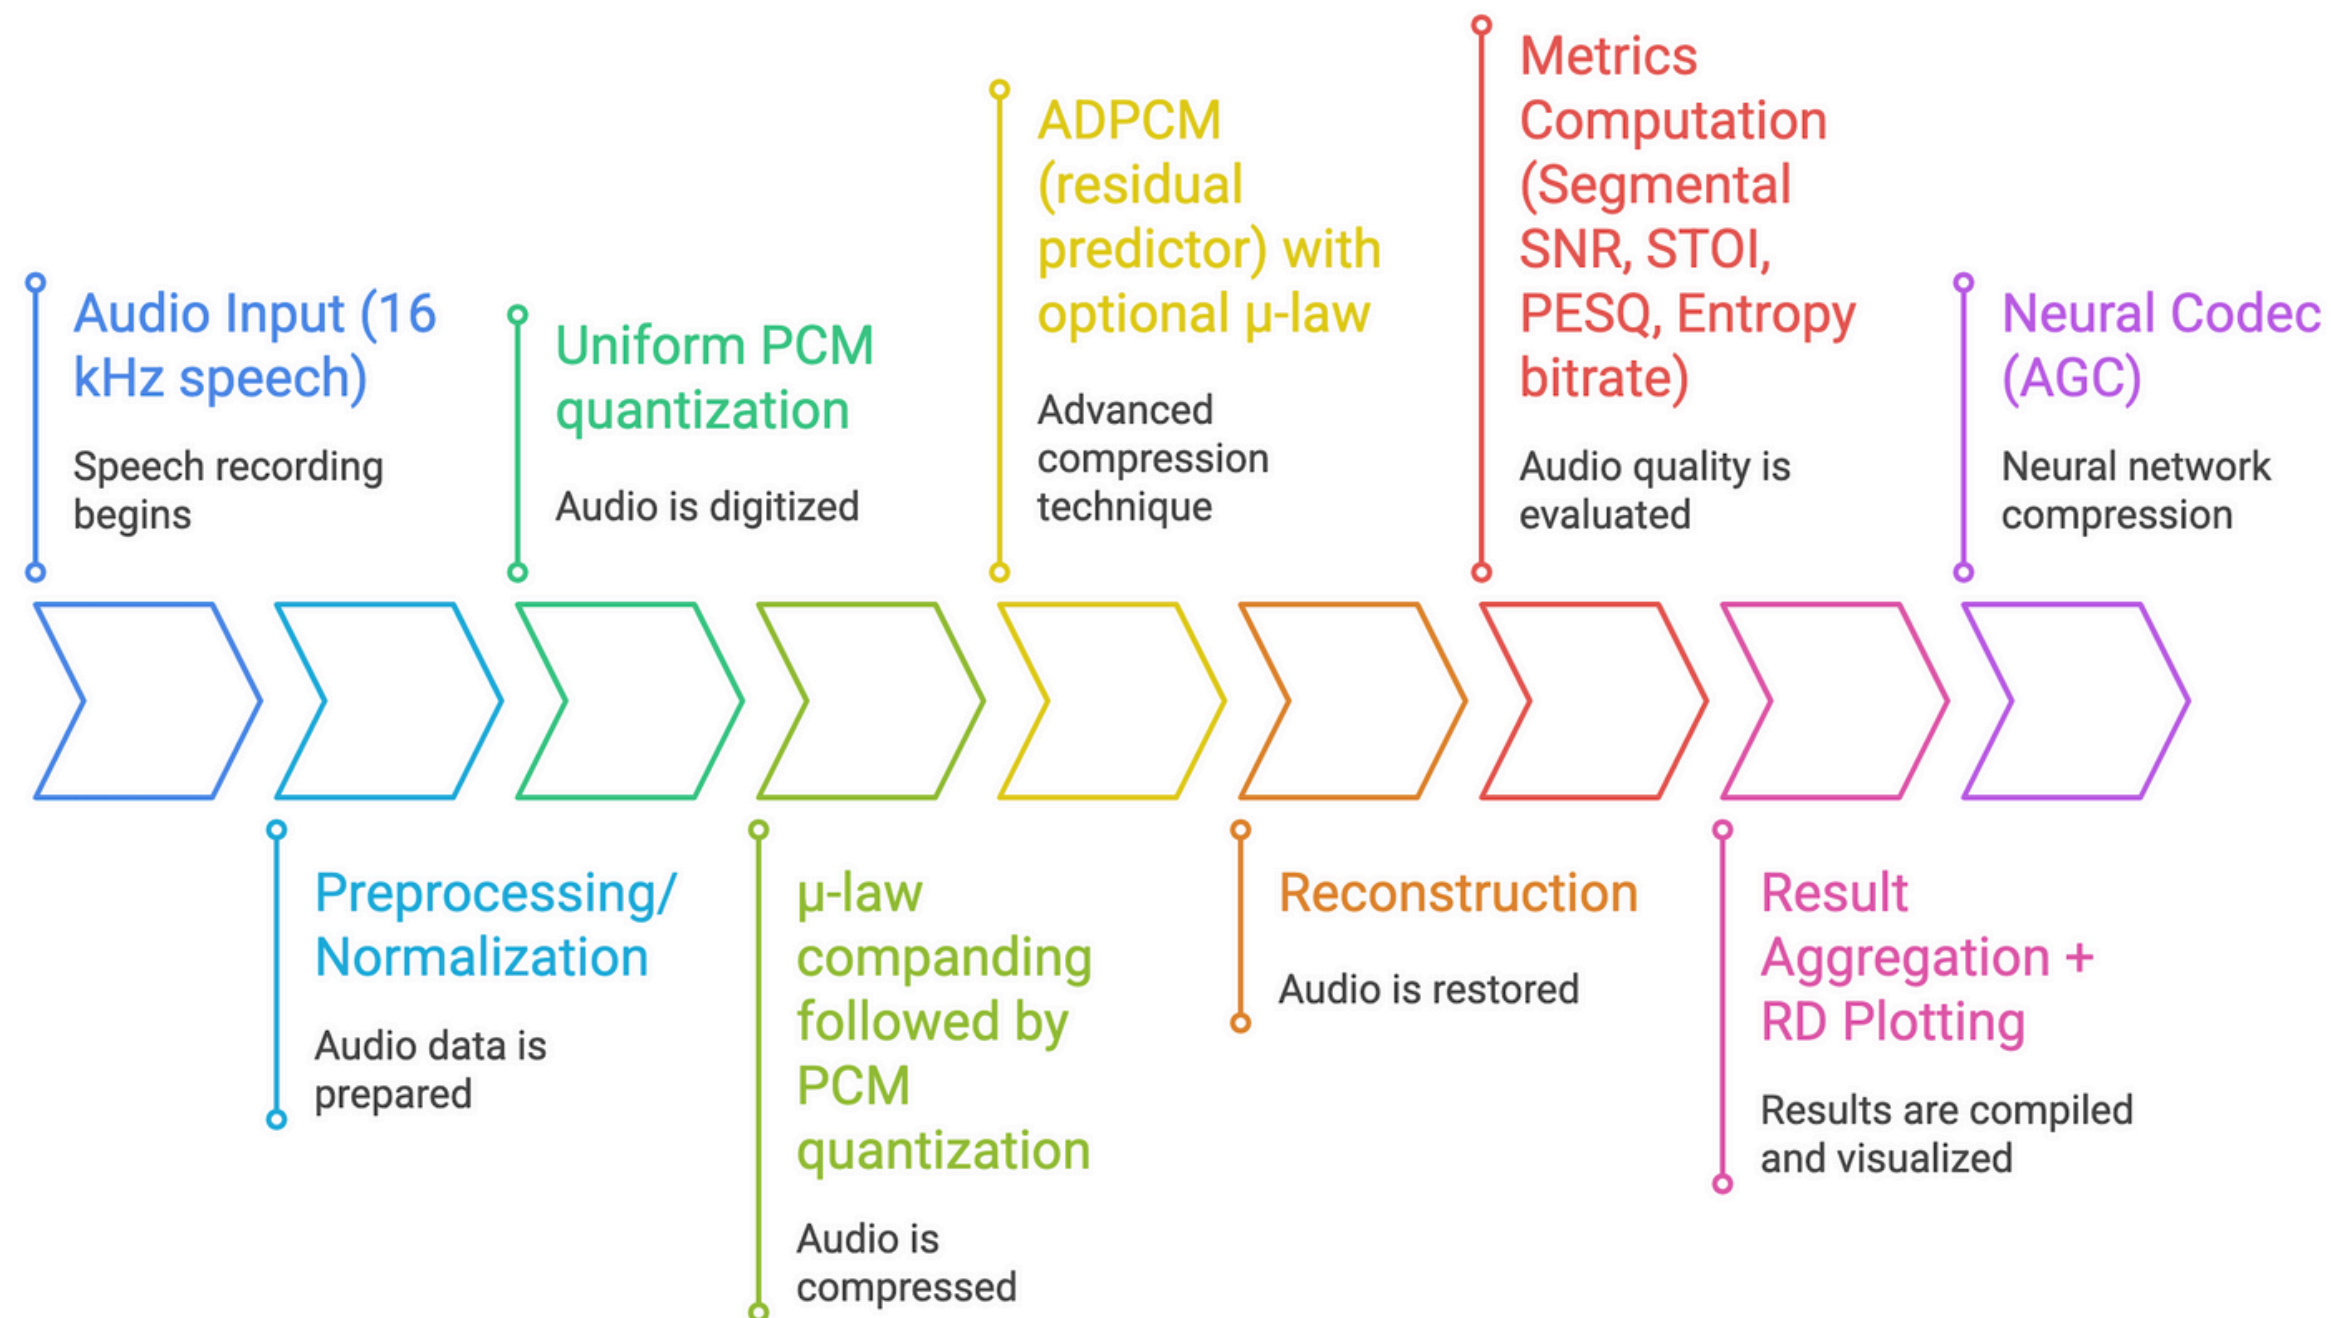 Audio Input (16
kHz speech)
Speech recording
begins
Preprocessing/
Normalization
Audio data is
prepared
Uniform PCM
quantization
Audio is digitized
μ-law
companding
followed by
PCM
quantization
Audio is
compressed
ADPCM
(residual
predictor) with
optional μ-law
Advanced
compression
technique
Reconstruction
Audio is restored
Metrics
Computation
(Segmental
SNR, STOI,
PESQ, Entropy
bitrate)
Audio quality is
evaluated
Result
Aggregation +
RD Plotting
Results are compiled
and visualized
Neural Codec
(AGC)
Neural network
compression